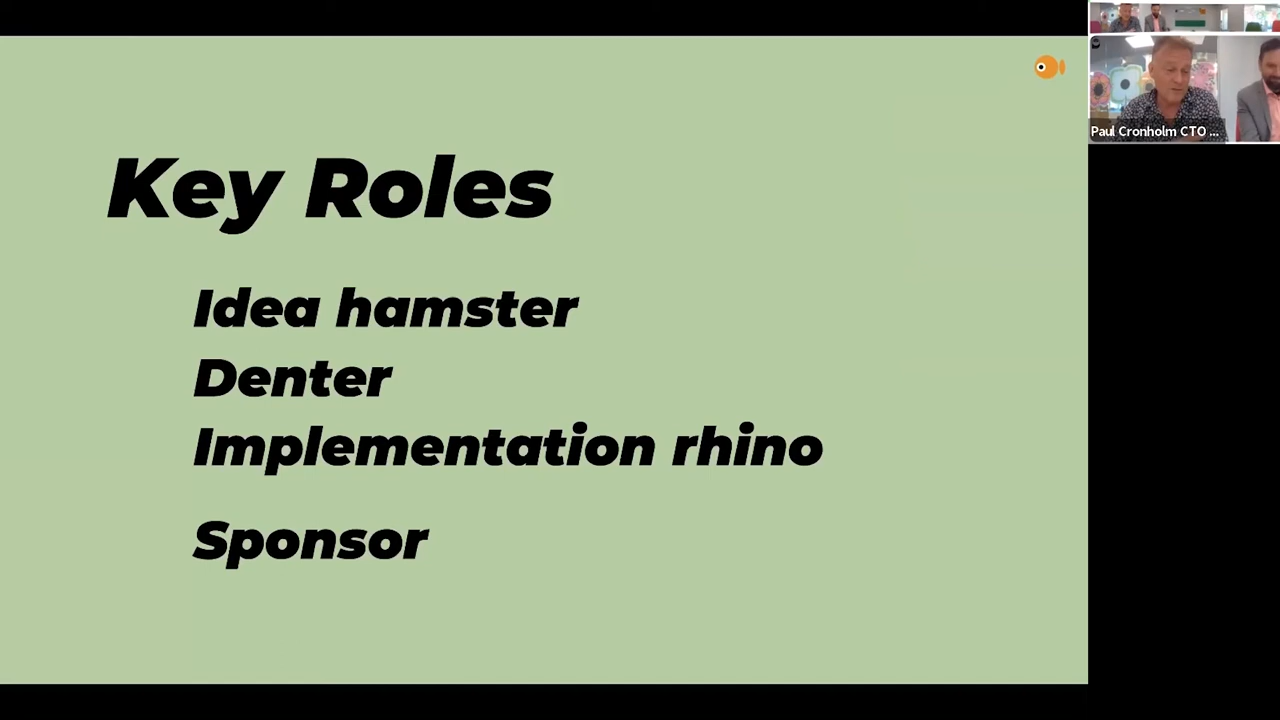 Key Roles
Idea hamster
Denter
Implementation rhino
Sponsor
Paul Cronholm CTO ...